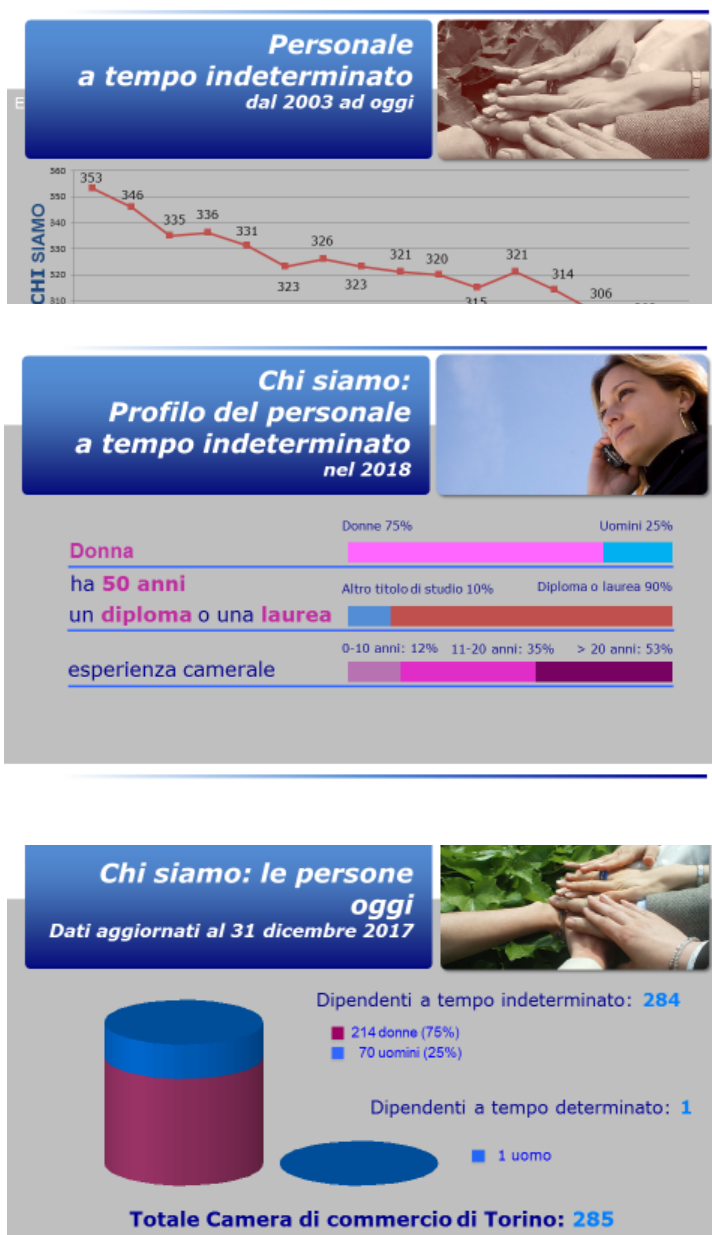 Personale
a tempo indeterminato
dal 2003 ad oggi
E
CHI SIAMO
360
350
340
330
320
310
353
346
335
336
331
323
326
323
321
320
315
321
314
306
Chi siamo:
Profilo del personale
a tempo indeterminato
nel 2018
Donne 75% Uomini 25%
Donna
ha 50 anni
Altro titolo di studio 10% Diploma o laurea 90%
un diploma o una laurea
0-10 anni: 12% 11-20 anni: 35% > 20 anni: 53%
esperienza camerale
Chi siamo: le persone
oggi
Dati aggiornati al 31 dicembre 2017
Dipendenti a tempo indeterminato: 284
214 donne (75%)
70 uomini (25%)
Dipendenti a tempo determinato: 1
1 uomo
Totale Camera di commercio di Torino: 285